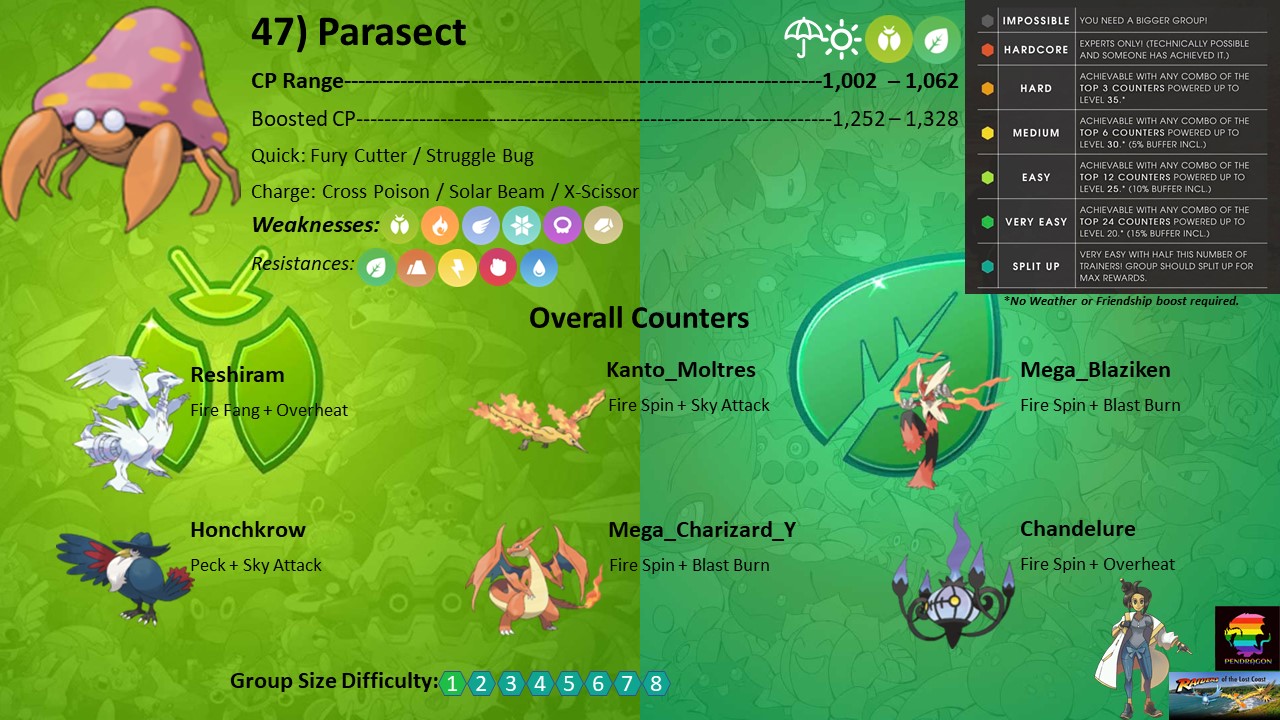 47) Parasect
CP Range--------------------------------------------------------------------1,002 – 1,062
Boosted CP--------------------------------------------------------------------1,252 – 1,328
Quick: Fury Cutter / Struggle Bug
Charge: Cross Poison / Solar Beam / X-Scissor
Weaknesses:
Resistances:
IMPOSSIBLE YOU NEED A BIGGER GROUP!
HARDCORE EXPERTS ONLY! (TECHNICALLY POSSIBLE
AND SOMEONE HAS ACHIEVED IT.)
HARD ACHIEVABLE WITH ANY COMBO OF THE
TOP 3 COUNTERS POWERED UP TO
LEVEL 35.*
MEDIUM ACHIEVABLE WITH ANY COMBO OF THE
TOP 6 COUNTERS POWERED UP TO
LEVEL 30.* (5% BUFFER INCL.)
EASY ACHIEVABLE WITH ANY COMBO OF THE
TOP 12 COUNTERS POWERED UP TO
LEVEL 25.* (10% BUFFER INCL.)
VERY EASY ACHIEVABLE WITH ANY COMBO OF THE
TOP 24 COUNTERS POWERED UP TO
LEVEL 20.* (15% BUFFER INCL.)
SPLIT UP VERY EASY WITH HALF THIS NUMBER OF
TRAINERS! GROUP SHOULD SPLIT UP FOR
MAX REWARDS.
*No Weather or Friendship boost required.
Overall Counters
Reshiram
Fire Fang + Overheat
Kanto_Moltres
Fire Spin + Sky Attack
Mega_Blaziken
Fire Spin + Blast Burn
Honchkrow
Peck + Sky Attack
Mega_Charizard_Y
Fire Spin + Blast Burn
Chandelure
Fire Spin + Overheat
Group Size Difficulty: 1 2 3 4 5 6 7 8
PENDRAGON
RAIDERS of the Lost Coast